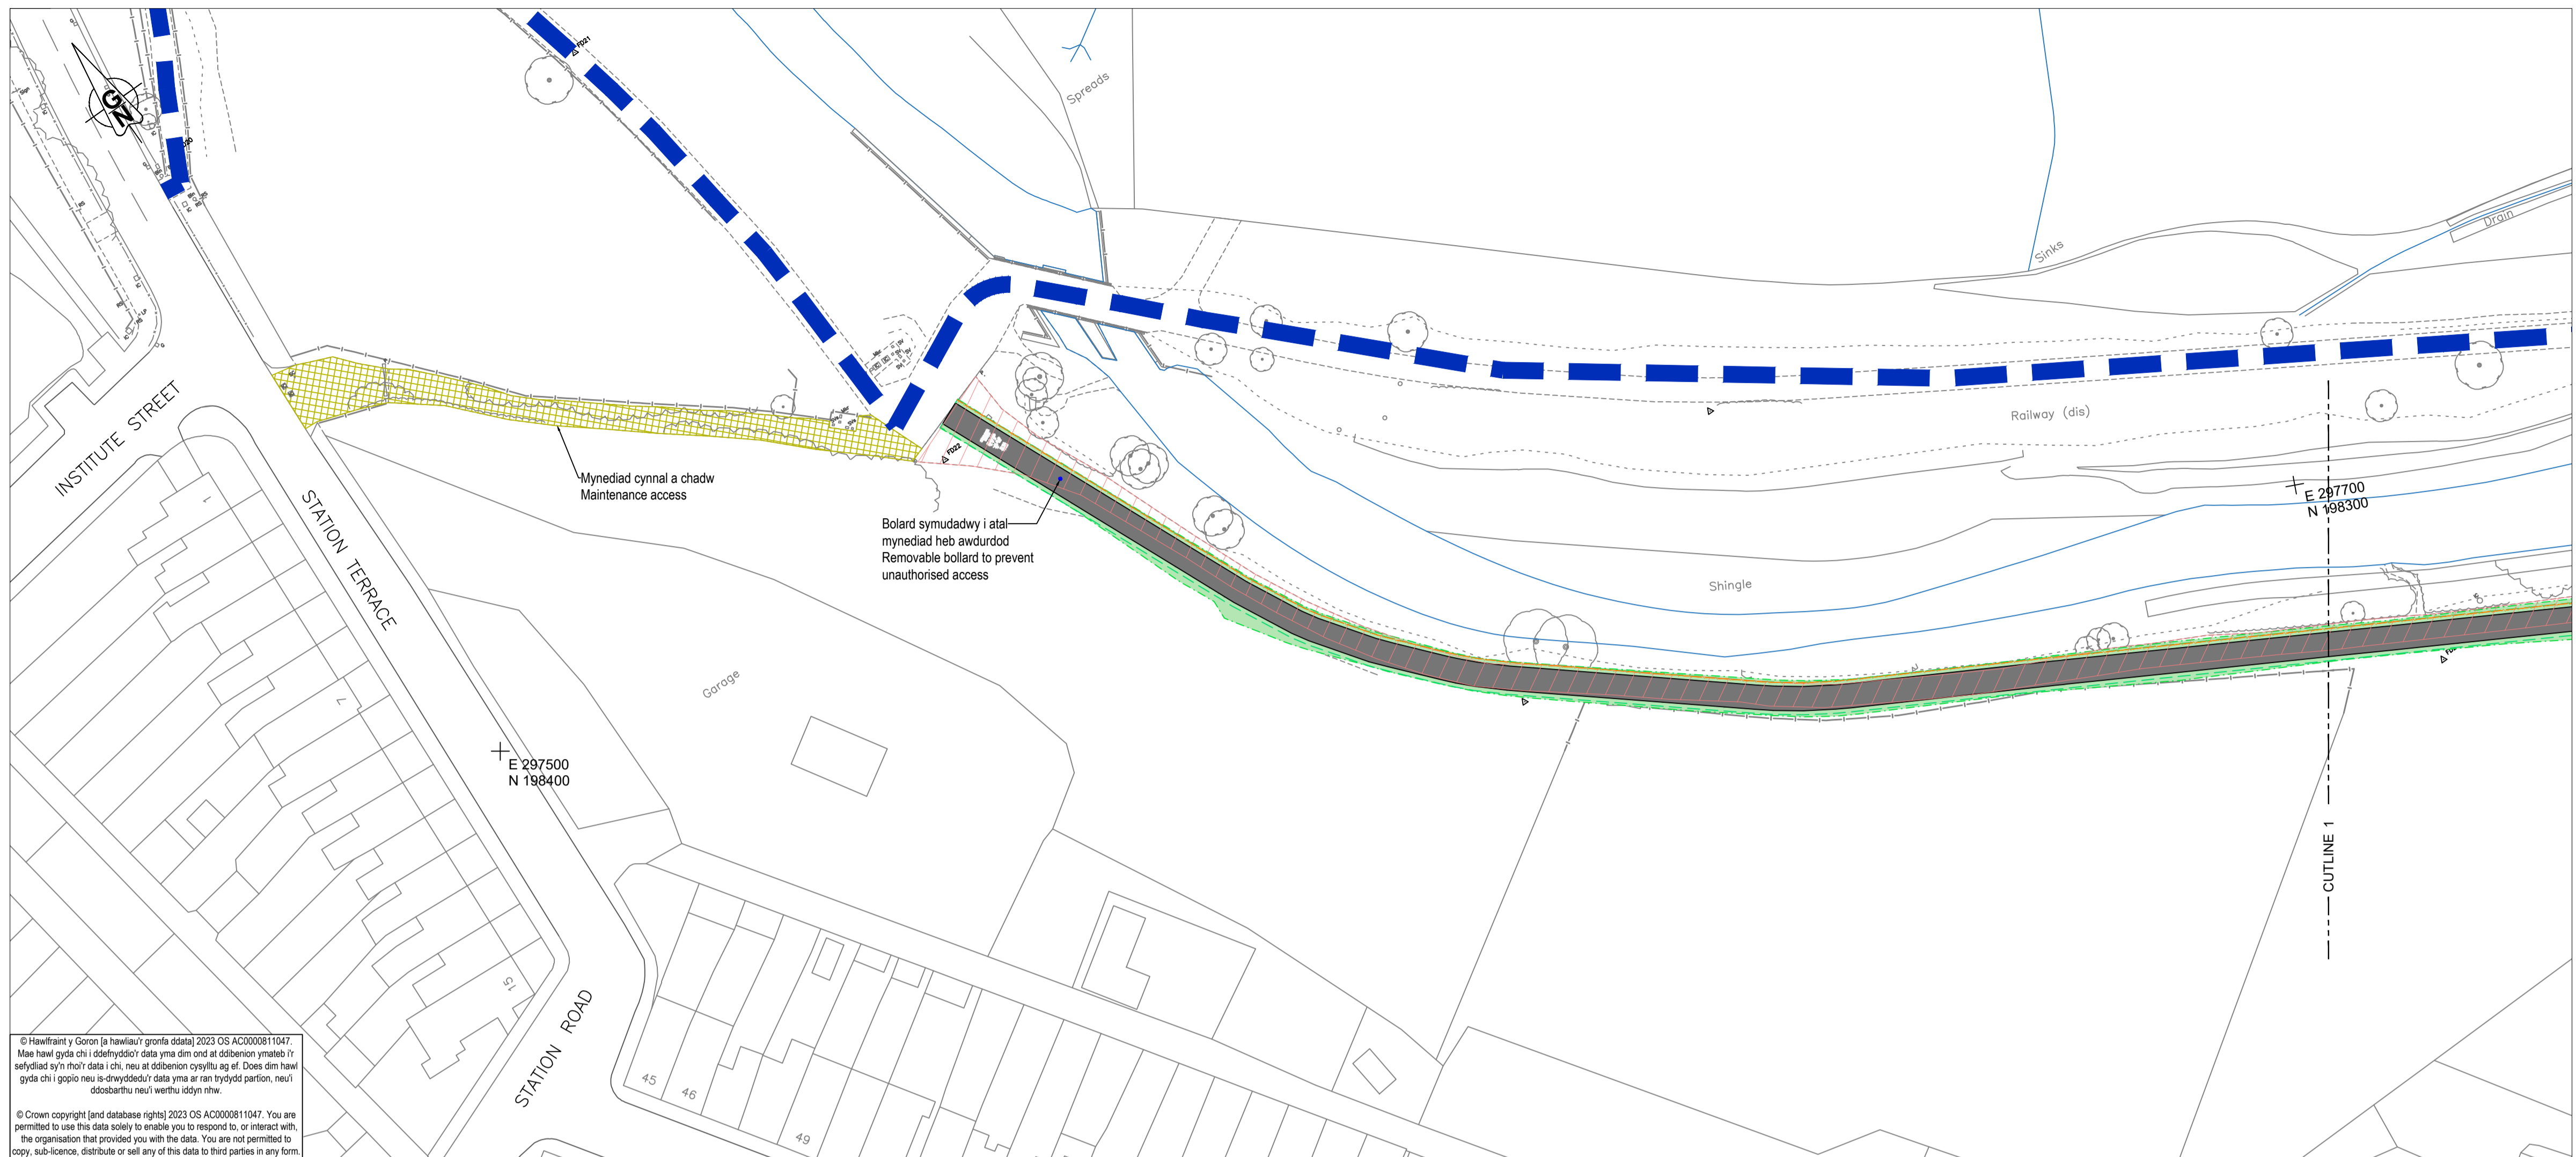 GN
FD21
Spreads
Sinks
Drain
INSTITUTE STREET
STATION TERRACE
Mynediad cynnal a chadw
Maintenance access
FD22
Bolard symudadwy i atal
mynediad heb awdurdod
Removable bollard to prevent
unauthorised access
Railway (dis)
E 297700
N 198300
Shingle
Garage
E 297500
N 198400
CUTLINE 1
1
7
15
STATION ROAD
45
46
49
© Hawlfraint y Goron [a hawliau'r gronfa ddata] 2023 OS AC0000811047.
Mae hawl gyda chi i ddefnyddio'r data yma dim ond at ddibenion ymateb i'r
sefydliad sy'n rhoi'r data i chi, neu at ddibenion cysylltu ag ef. Does dim hawl
gyda chi i gopïo neu is-drwyddedu'r data yma ar ran trydydd partïon, neu'i
ddosbarthu neu'i werthu iddyn nhw.
© Crown copyright [and database rights] 2023 OS AC0000811047. You are
permitted to use this data solely to enable you to respond to, or interact with,
the organisation that provided you with the data. You are not permitted to
copy, sub-licence, distribute or sell any of this data to third parties in any form.